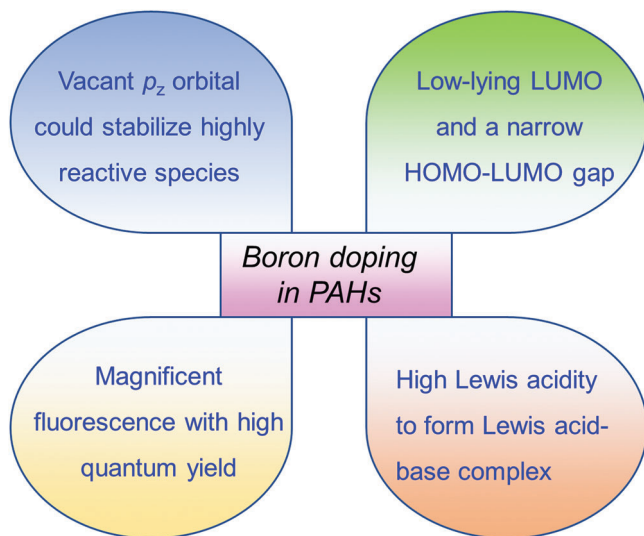 Vacant pz orbital
could stabilize highly
reactive species
Low-lying LUMO
and a narrow
HOMO-LUMO gap
Boron doping
in PAHs
Magnificent
fluorescence with high
quantum yield
High Lewis acidity
to form Lewis acid-
base complex